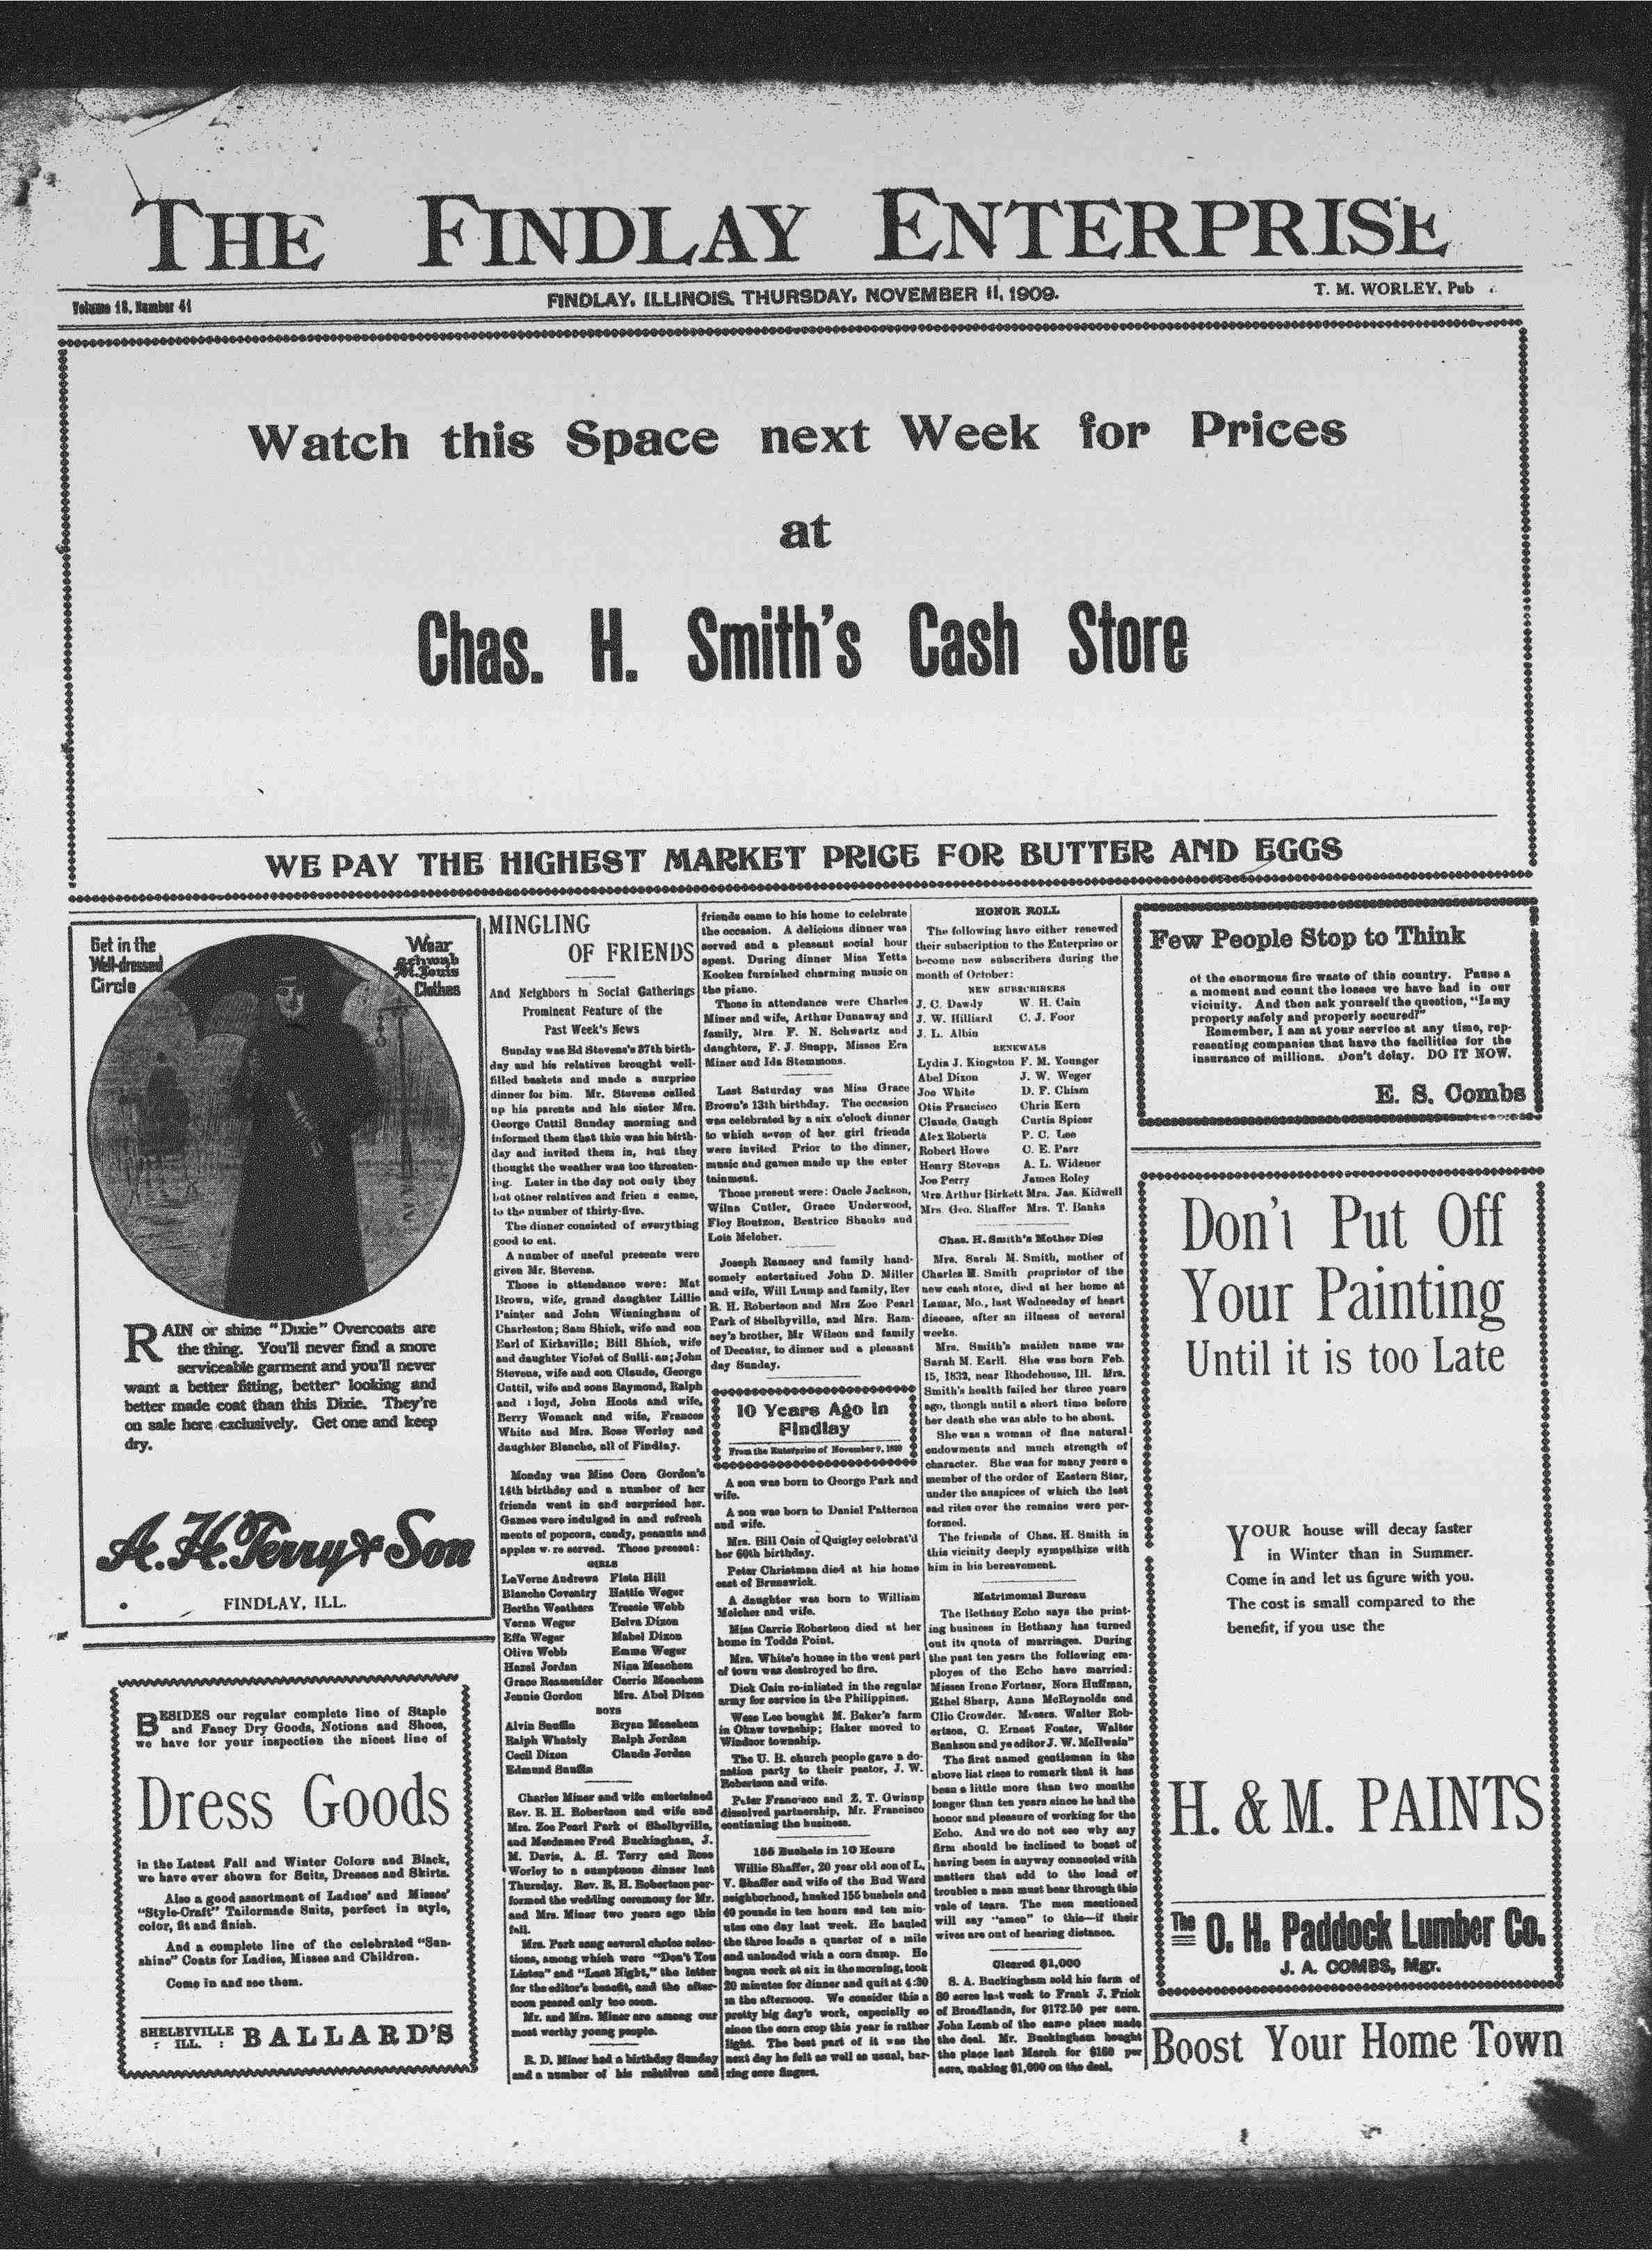 THE FINDLAY ENTERPRISE
Volume 18, Number 41
FINDLAY, ILLINOIS, THURSDAY, NOVEMBER 11, 1909.
T. M. WORLEY, Pub
Watch this Space next Week for Prices
at
Chas. H. Smith's Cash Store
WE PAY THE HIGHEST MARKET PRICE FOR BUTTER AND EGGS
Get in the
Well-dressed
Circle
Wear
Schwab
St. Louis
Clothes
RAIN or shine "Dixie" Overcoats are
the thing. You'll never find a more
serviceable garment and you'll never
want a better fitting, better looking and
better made coat than this Dixie. They're
on sale here exclusively. Get one and keep
dry.
A. H. Terry & Son
FINDLAY, ILL.
BESIDES our regular complete line of Staple
and Fancy Dry Goods, Notions and Shoes,
we have for your inspection the nicest line of
Dress Goods
in the Latest Fall and Winter Colors and Black,
we have ever shown for Suits, Dresses and Skirts.
Also a good assortment of Ladies' and Misses'
"Style-Craft" Tailormade Suits, perfect in style,
color, fit and finish.
And a complete line of the celebrated "Sun-
shine" Coats for Ladies, Misses and Children.
Come in and see them.
SHELBYVILLE
: ILL. :
BALLARD'S
MINGLING
OF FRIENDS
And Neighbors in Social Gatherings
Prominent Feature of the
Past Week's News
Sunday was Ed Stevens's 37th birth-
day and his relatives brought well-
filled baskets and made a surprise
dinner for him. Mr. Stevens called
up his parents and his sister Mrs.
George Cuttil Sunday morning and
informed them that this was his birth-
day and invited them in, but they
thought the weather was too threaten-
ing. Later in the day not only they
but other relatives and frien s came,
to the number of thirty-five.
The dinner consisted of everything
good to eat.
A number of useful presents were
given Mr. Stevens.
Those in attendance were: Mat
Brown, wife, grand daughter Lillie
Painter and John Winningham of
Charleston; Sam Shick, wife and son
Earl of Kirksville; Bill Shick, wife
and daughter Violet of Sullivan; John
Stevens, wife and son Claude, George
Cuttil, wife and sons Raymond, Ralph
and Lloyd, John Hoots and wife,
Berry Womack and wife, Frances
White and Mrs. Rose Worley and
daughter Blanche, all of Findlay.
Monday was Miss Cora Gordon's
14th birthday and a number of her
friends went in and surprised her.
Games were indulged in and refresh
ments of popcorn, candy, peanuts and
apples w re served. Those present:
GIRLS
LaVerne Andrews Fleta Hill
Blanche Coventry Hattie Weger
Bertha Weathers Tressie Webb
Verna Weger Belva Dixon
Effa Weger Mabel Dixon
Olive Webb Emma Weger
Hazel Jordan Nina Meachem
Grace Carrie Meachem
Jennie Gordon Mrs. Abel Dixon
BOYS
Alvin Bryan Meachem
Ralph Whately Ralph Jordan
Cecil Dixon Claude Jordan
Edmund
Charles Miner and wife entertained
Rev. R. H. Robertson and wife and
Mrs. Zoe Pearl Park of Shelbyville,
and Mesdames Fred Buckingham, J.
M. Davis, A. H. Terry and Rose
Worley to a sumptuous dinner last
Thursday. Rev. R. H. Robertson per-
formed the wedding ceremony for Mr.
and Mrs. Miner two years ago this
fall.
Mrs. Park sang several choice selec-
tions, among which were "Don't You
Listen" and "Last Night," the latter
for the editor's benefit, and the after-
noon passed only too soon.
Mr. and Mrs. Miner are among our
most worthy young people.
R. D. Miner had a birthday Sunday
and a number of his relatives and
friends came to his home to celebrate
the occasion. A delicious dinner was
served and a pleasant social hour
spent. During dinner Miss Yetta
Keeken furnished charming music on
the piano.
Those in attendance were Charles
Miner and wife, Arthur Dunaway and
family, Mrs. F. N. Schwartz and
daughters, F. J. Snapp, Misses Era
Miner and Ida Stemmons.
Last Saturday was Miss Grace
Brown's 13th birthday. The occasion
was celebrated by a six o'clock dinner
to which seven of her girl friends
were invited Prior to the dinner,
music and games made up the enter
tainment.
Those present were: Oacle Jackson,
Wilna Cutler, Grace Underwood,
Floy Routzon, Beatrice Shanks and
Lois Melcher.
Joseph Ramsey and family hand-
somely entertained John D. Miller
and wife, Will Lump and family, Rev
R. H. Robertson and Mrs Zoe Pearl
Park of Shelbyville, and Mrs. Ram-
sey's brother, Mr Wilson and family
of Decatur, to dinner and a pleasant
day Sunday.
10 Years Ago in
Findlay
From the Enterprise of November 9, 1899
A son was born to George Park and
wife.
A son was born to Daniel Patterson
and wife.
Mrs. Bill Cain of Quigley celebrat'd
her 60th birthday.
Peter Christman died at his home
east of Brunswick.
A daughter was born to William
Melcher and wife.
Miss Carrie Robertson died at her
home in Todds Point.
Mrs. White's house in the west part
of town was destroyed bo fire.
Dick Cain re-inlisted in the regular
army for service in the Philippines.
Wess Lee bought M. Baker's farm
in Okaw township; Baker moved to
Windsor township.
The U. B. church people gave a do-
nation party to their pastor, J. W.
Robertson and wife.
Peter Francisco and Z. T. Gwinup
dissolved partnership, Mr. Francisco
continuing the business.
155 Bushels in 10 Hours
Willie Shaffer, 20 year old son of L.
V. Shaffer and wife of the Bud Ward
neighborhood, husked 155 bushels and
40 pounds in ten hours and ten min-
utes one day last week. He hauled
the three loads a quarter of a mile
and unloaded with a corn dump. He
began work at six in the morning, took
20 minutes for dinner and quit at 4:30
in the afternoon. We consider this a
pretty big day's work, especially so
since the corn crop this year is rather
light. The best part of it was the
next day he felt as well as usual, bar-
ring sore fingers.
HONOR ROLL
The following have either renewed
their subscription to the Enterprise or
become new subscribers during the
month of October:
NEW SUBSCRIBERS
J. C. Dawdy W. H. Cain
J. W. Hilliard C. J. Foor
J. L. Albin
RENEWALS
Lydia J. Kingston F. M. Younger
Abel Dixon J. W. Weger
Joe White D. F. Chism
Otis Francisco Chris Kern
Claude Gaugh Curtis Spicer
Alex Roberts P. C. Lee
Robert Howe C. E. Parr
Henry Stevens A. L. Widener
Joe Perry James Roley
Mrs. Arthur Birkett Mrs. Jas. Kidwell
Mrs. Geo. Shaffer Mrs. T. Banks
Chas. H. Smith's Mother Dies
Mrs. Sarah M. Smith, mother of
Charles H. Smith proprietor of the
new cash store, died at her home at
Lamar, Mo., last Wednesday of heart
disease, after an illness of several
weeks.
Mrs. Smith's maiden name was
Sarah M. Earll. She was born Feb.
15, 1832, near Rhodehouse, Ill. Mrs.
Smith's health failed her three years
ago, though until a short time before
her death she was able to be about.
She was a woman of fine natural
endowments and much strength of
character. She was for many years a
member of the order of Eastern Star,
under the auspices of which the last
sad rites over the remains were per-
formed.
The friends of Chas. H. Smith in
this vicinity deeply sympathize with
him in his bereavement.
Matrimonial Bureau
The Bethany Echo says the print-
ing business in Bethany has turned
out its quota of marriages. During
the past ten years the following em-
ployes of the Echo have married:
Misses Irene Fortner, Nora Huffman,
Ethel Sharp, Anna McReynolds and
Clio Crowder. Messrs. Walter Rob-
ertson, C. Ernest Foster, Walter
Bankson and ye editor J. W. McIlwain"
The first named gentleman in the
above list rises to remark that it has
been a little more than two months
longer than ten years since he had the
honor and pleasure of working for the
Echo. And we do not see why any
firm should be inclined to boast of
having been in anyway connected with
matters that add to the load of
troubles a man must bear through this
vale of tears. The men mentioned
will say "amen" to this—if their
wives are out of hearing distance.
Cleared $1,000
S. A. Buckingham sold his farm of
80 acres last week to Frank J. Frick
of Broadlands, for $172.50 per acre.
John Lemb of the same place made
the deal. Mr. Buckingham bought
the place last March for $160 per
acre, making $1,000 on the deal.
Few People Stop to Think
of the enormous fire waste of this country. Pause a
a moment and count the losses we have had in our
vicinity. And then ask yourself the question, "Is my
property safely and properly secured?"
Remember, I am at your service at any time, rep-
resenting companies that have the facilities for the
insurance of millions. Don't delay. DO IT NOW.
E. S. Combs
Don't Put Off
Your Painting
Until it is too Late
YOUR house will decay faster
in Winter than in Summer.
Come in and let us figure with you.
The cost is small compared to the
benefit, if you use the
H. & M. PAINTS
The O. H. Paddock Lumber Co.
J. A. COMBS, Mgr.
Boost Your Home Town